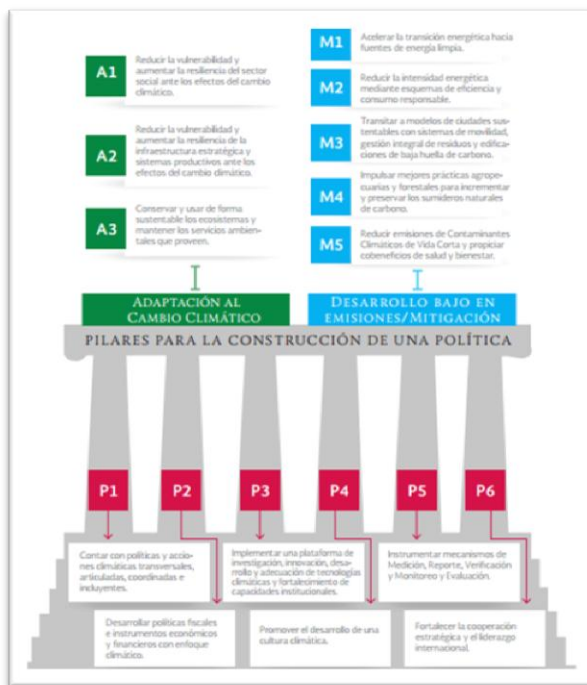 A1
Reducir la vulnerabilidad y
aumentar la resiliencia del sector
social ante los efectos del cambio
climático.
A2
Reducir la vulnerabilidad y
aumentar la resiliencia de la
infraestructura estratégica y
sistemas productivos ante los
efectos del cambio climático.
A3
Conservar y usar de forma
sustentable los ecosistemas y
mantener los servicios ambien-
tales que proveen.
M1
Acelerar la transición energética hacia
fuentes de energía limpia.
M2
Reducir la intensidad energética
mediante esquemas de eficiencia y
consumo responsable.
M3
Transitar a modelos de ciudades sus-
tentables con sistemas de movilidad,
gestión integral de residuos y edifica-
ciones de baja huella de carbono.
M4
Impulsar mejores prácticas agrope-
cuarias y forestales para incrementar
y preservar los sumideros naturales
de carbono.
M5
Reducir emisiones de Contaminantes
Climáticos de Vida Corta y propiciar
cobeneficios de salud y bienestar.
ADAPTACIÓN AL
CAMBIO CLIMÁTICO
DESARROLLO BAJO EN
EMISIONES/MITIGACIÓN
PILARES PARA LA CONSTRUCCIÓN DE UNA POLÍTICA
P1
P2
P3
P4
P5
P6
Contar con políticas y accio-
nes climáticas transversales,
articuladas, coordinadas e
incluyentes.
Implementar una plataforma de
investigación, innovación, desa-
rrollo y adecuación de tecnologías
climáticas y fortalecimiento de
capacidades institucionales.
Instrumentar mecanismos de
Medición, Reporte, Verificación
y Monitoreo y Evaluación.
Desarrollar políticas fiscales
e instrumentos económicos
y financieros con enfoque
climático.
Promover el desarrollo de una
cultura climática.
Fortalecer la cooperación
estratégica y el liderazgo
internacional.